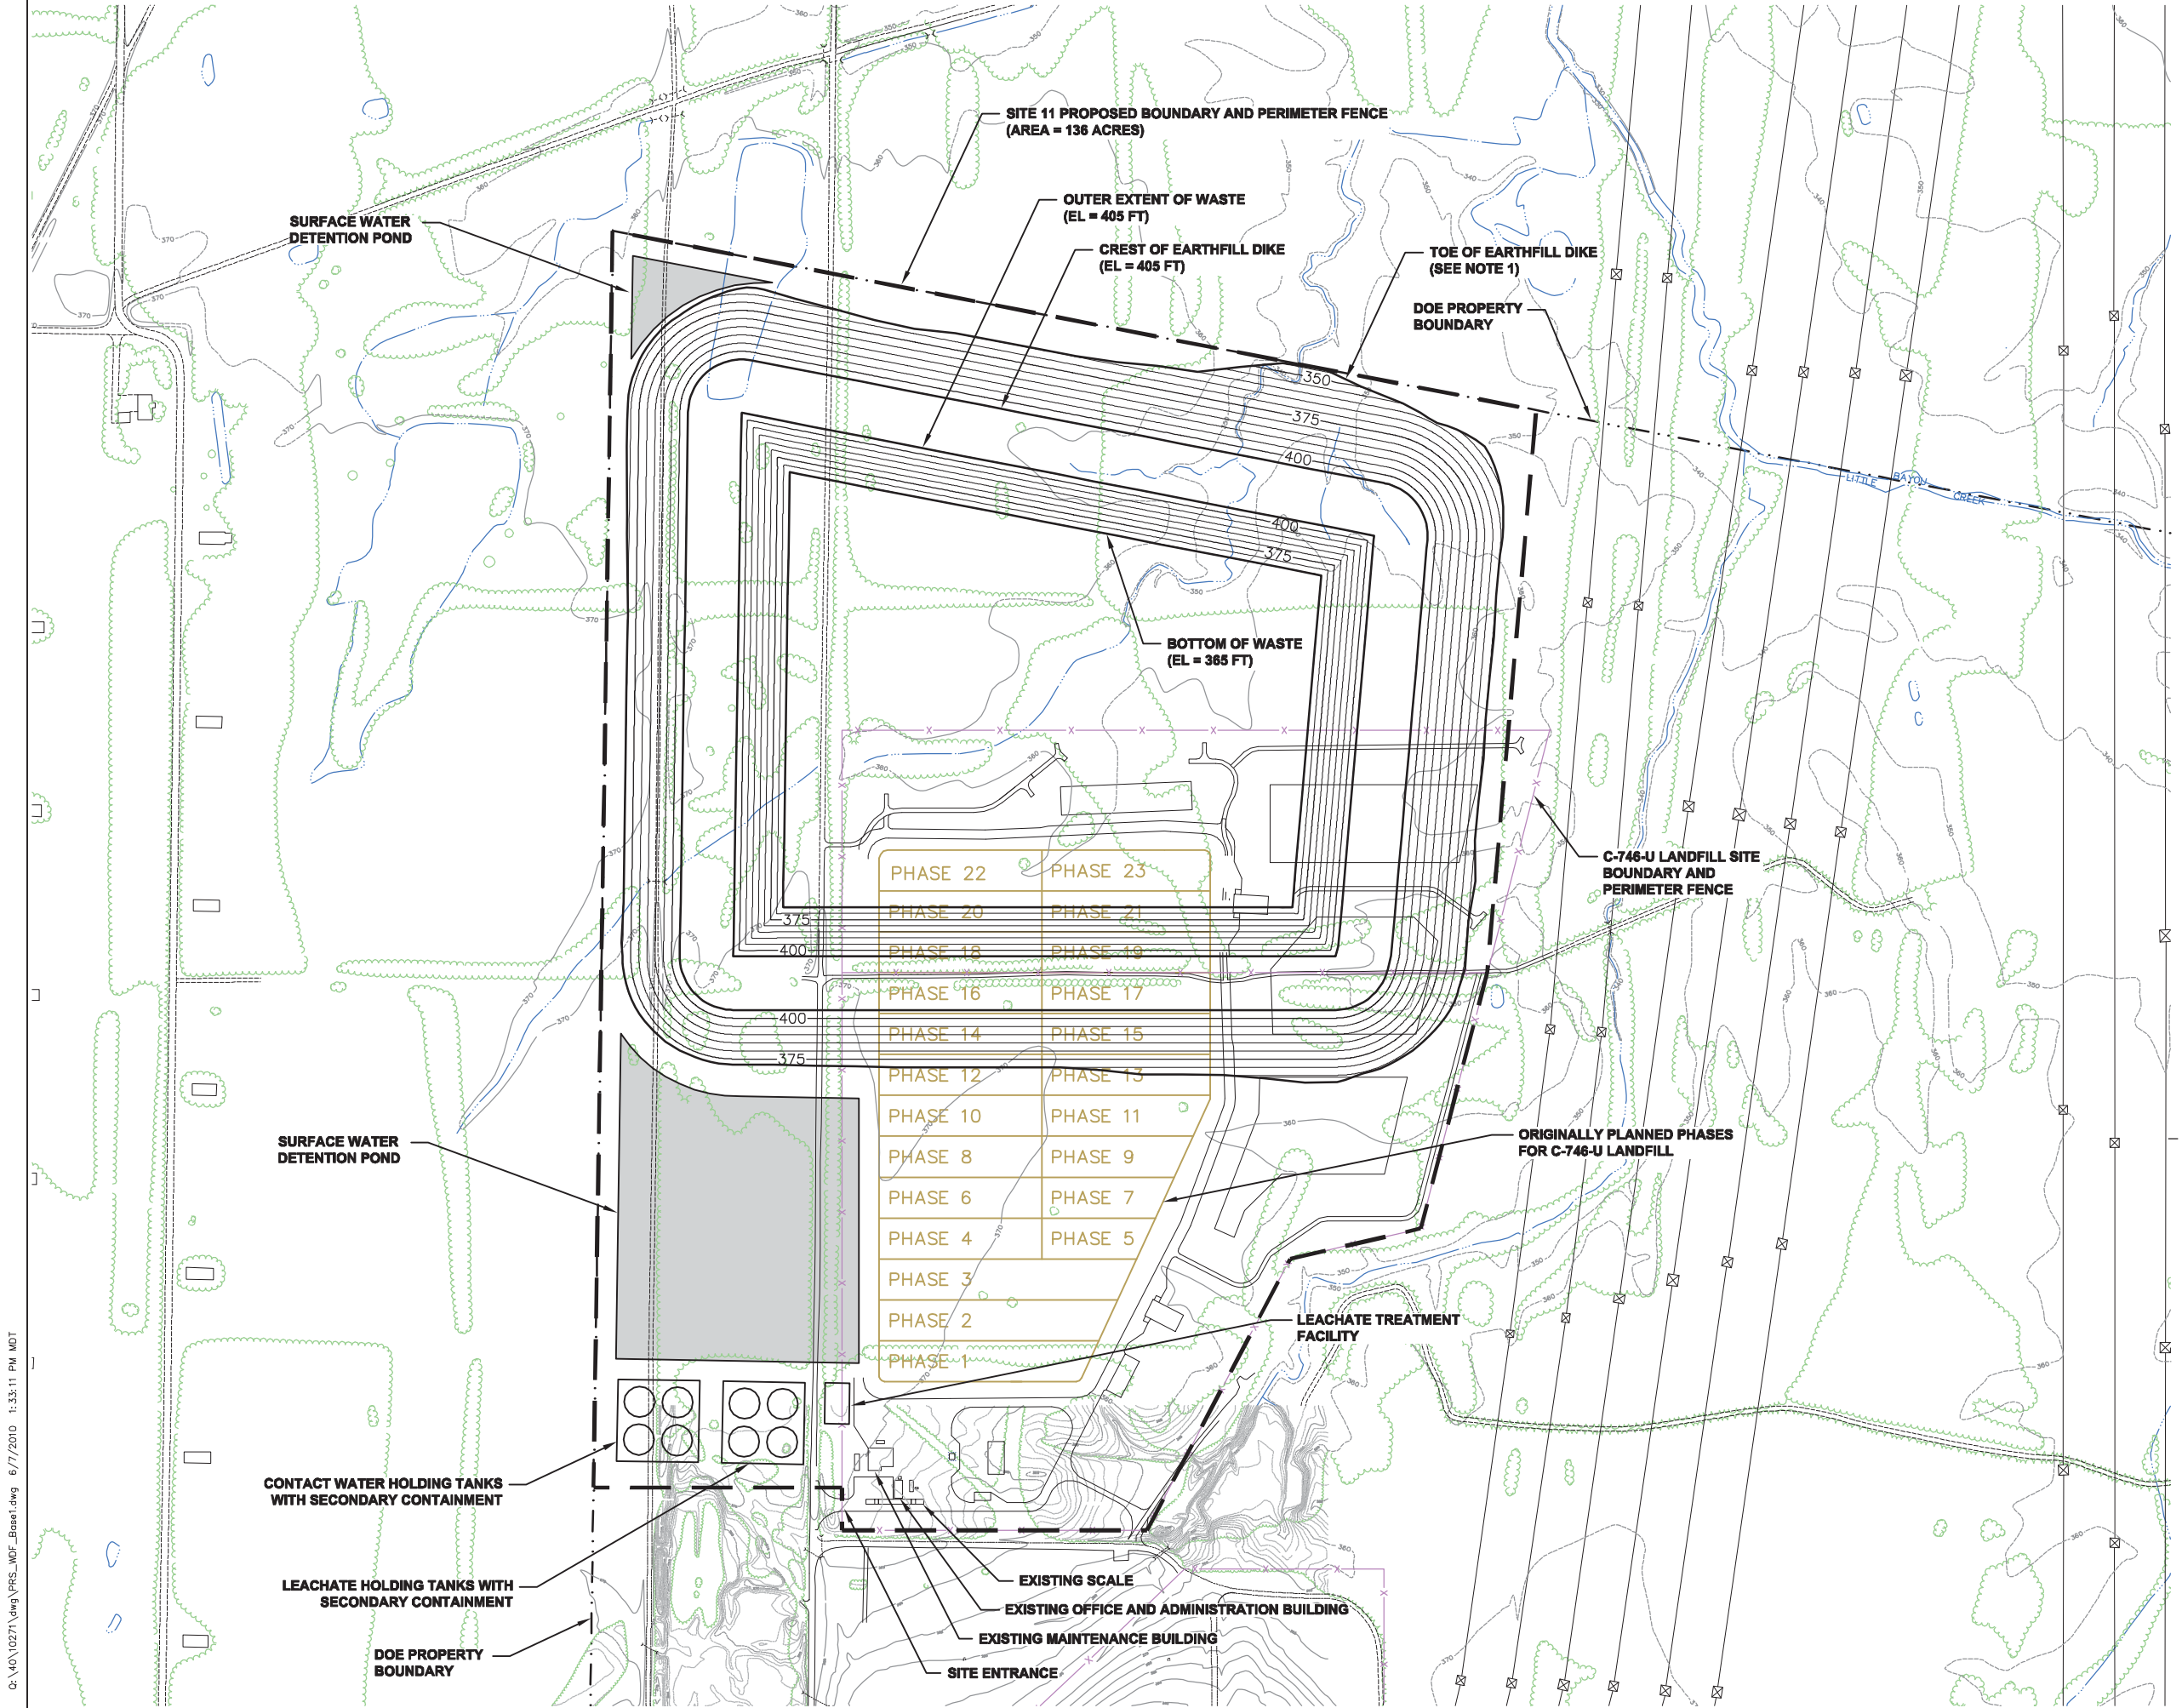 SITE 11 PROPOSED BOUNDARY AND PERIMETER FENCE
(AREA = 136 ACRES)
OUTER EXTENT OF WASTE
(EL = 405 FT)
SURFACE WATER
DETENTION POND
CREST OF EARTHFILL DIKE
(EL = 405 FT)
TOE OF EARTHFILL DIKE
(SEE NOTE 1)
DOE PROPERTY
BOUNDARY
350
375
400
LITTLE BAYOU CREEK
400
375
BOTTOM OF WASTE
(EL = 365 FT)
C-746-U LANDFILL SITE
BOUNDARY AND
PERIMETER FENCE
PHASE 22
PHASE 23
PHASE 20
PHASE 21
375
PHASE 18
PHASE 19
400
PHASE 16
PHASE 17
400
PHASE 14
PHASE 15
375
PHASE 12
PHASE 13
PHASE 10
PHASE 11
SURFACE WATER
DETENTION POND
ORIGINALLY PLANNED PHASES
FOR C-746-U LANDFILL
PHASE 8
PHASE 9
PHASE 6
PHASE 7
PHASE 4
PHASE 5
PHASE 3
PHASE 2
PHASE 1
LEACHATE TREATMENT
FACILITY
CONTACT WATER HOLDING TANKS
WITH SECONDARY CONTAINMENT
LEACHATE HOLDING TANKS WITH
SECONDARY CONTAINMENT
DOE PROPERTY
BOUNDARY
EXISTING SCALE
EXISTING OFFICE AND ADMINISTRATION BUILDING
EXISTING MAINTENANCE BUILDING
SITE ENTRANCE
Q:\40\10271\dwg\PRS_WDF_Base1.dwg 6/7/2010 1:33:11 PM MDT